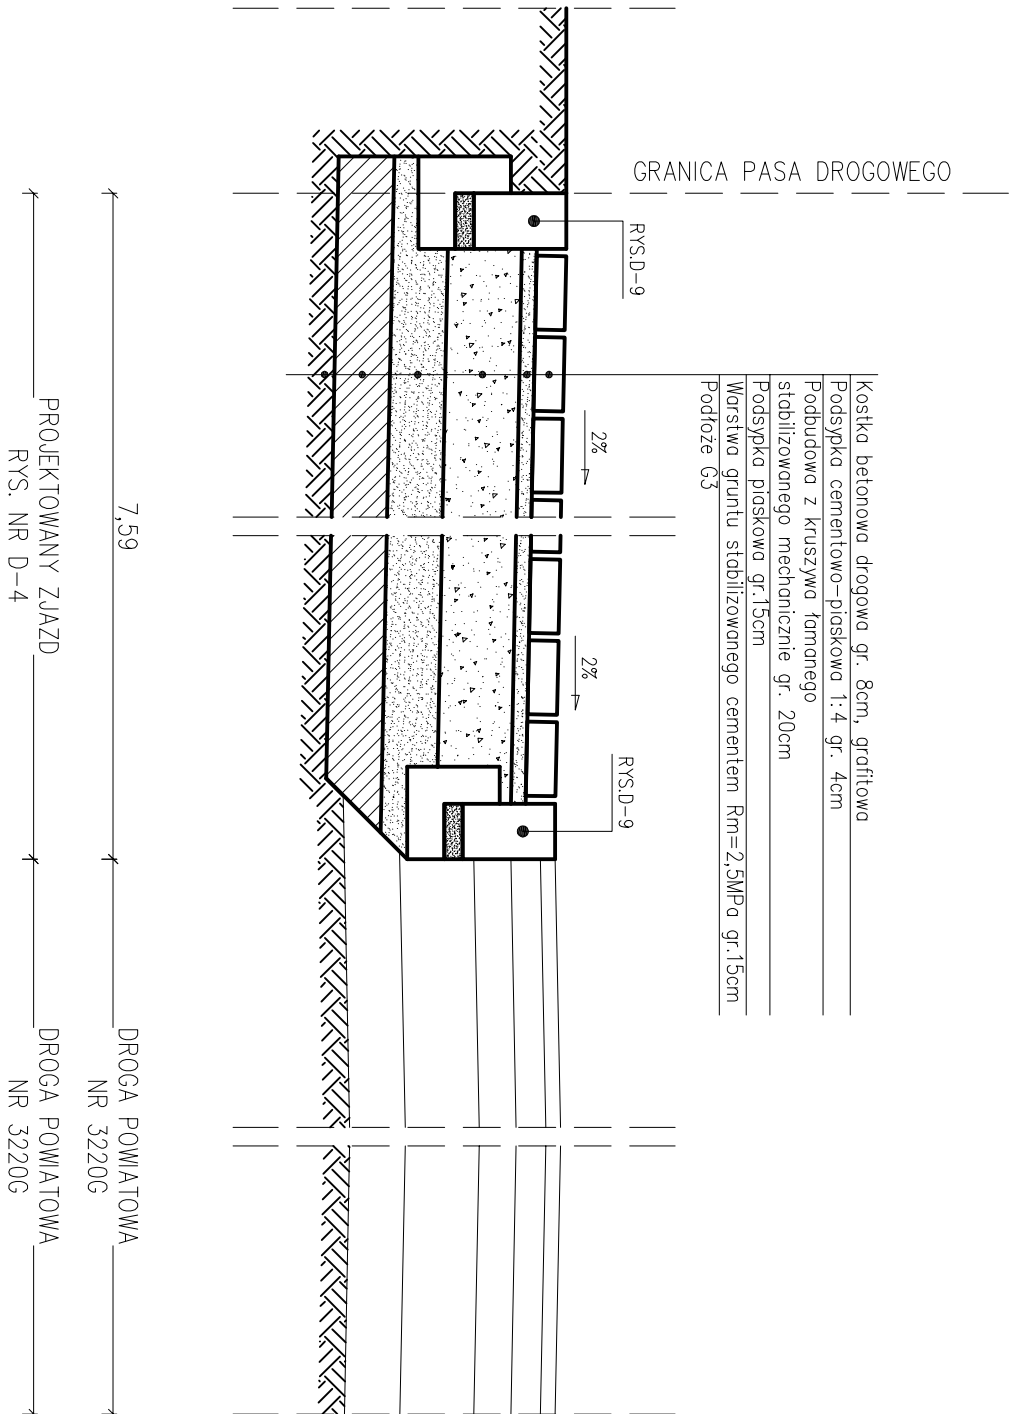 GRANICA PASA DROGOWEGO
RYS.D-9
Kostka betonowa drogowa gr. 8cm, grafitowa
Podsypka cementowo-piaskowa 1:4 gr. 4cm
Podbudowa z kruszywa łamanego
stabilizowanego mechanicznie gr. 20cm
Podsypka piaskowa gr.15cm
Warstwa gruntu stabilizowanego cementem Rm=2,5MPa gr.15cm
Podłoże G3
2%
2%
RYS.D-9
7,59
DROGA POWIATOWA
NR 3220G
PROJEKTOWANY ZJAZD
RYS. NR D-4
DROGA POWIATOWA
NR 3220G